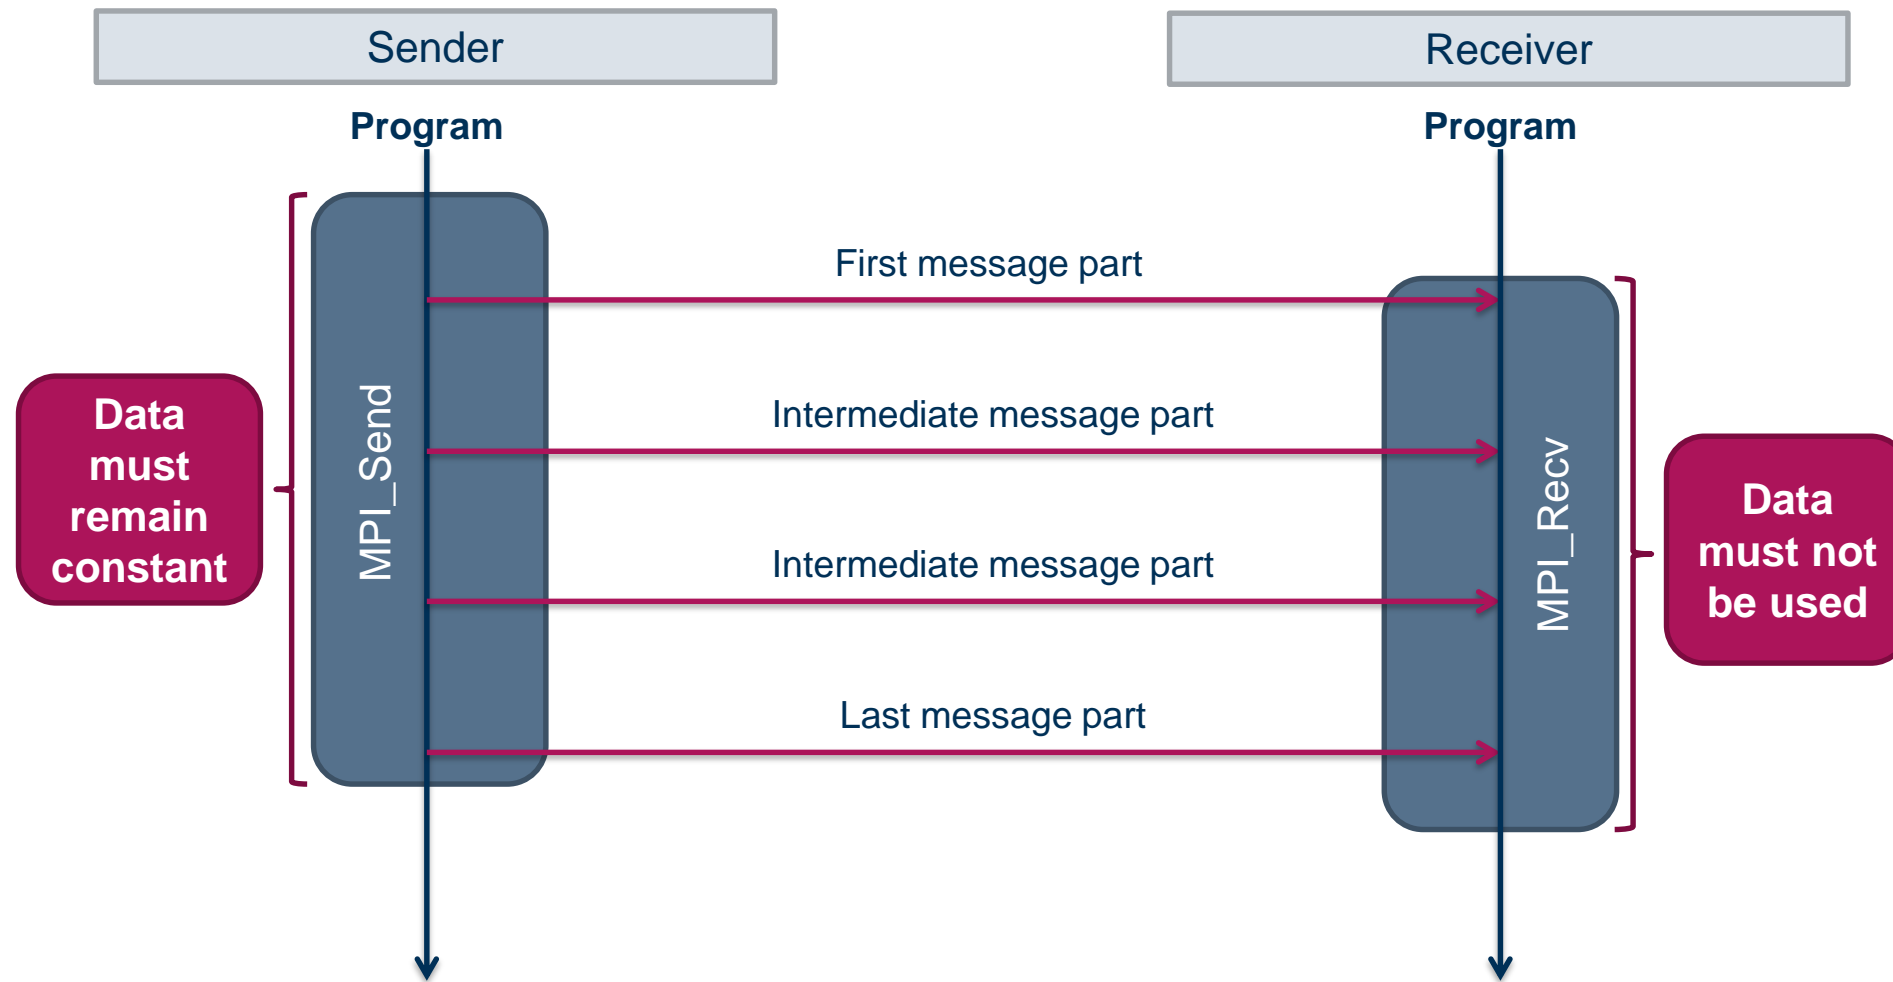 Sender
Receiver
Program
Program
First message part
Intermediate message part
Intermediate message part
Last message part
MPI_Send
MPI_Recv
Data
must
remain
constant
Data
must not
be used